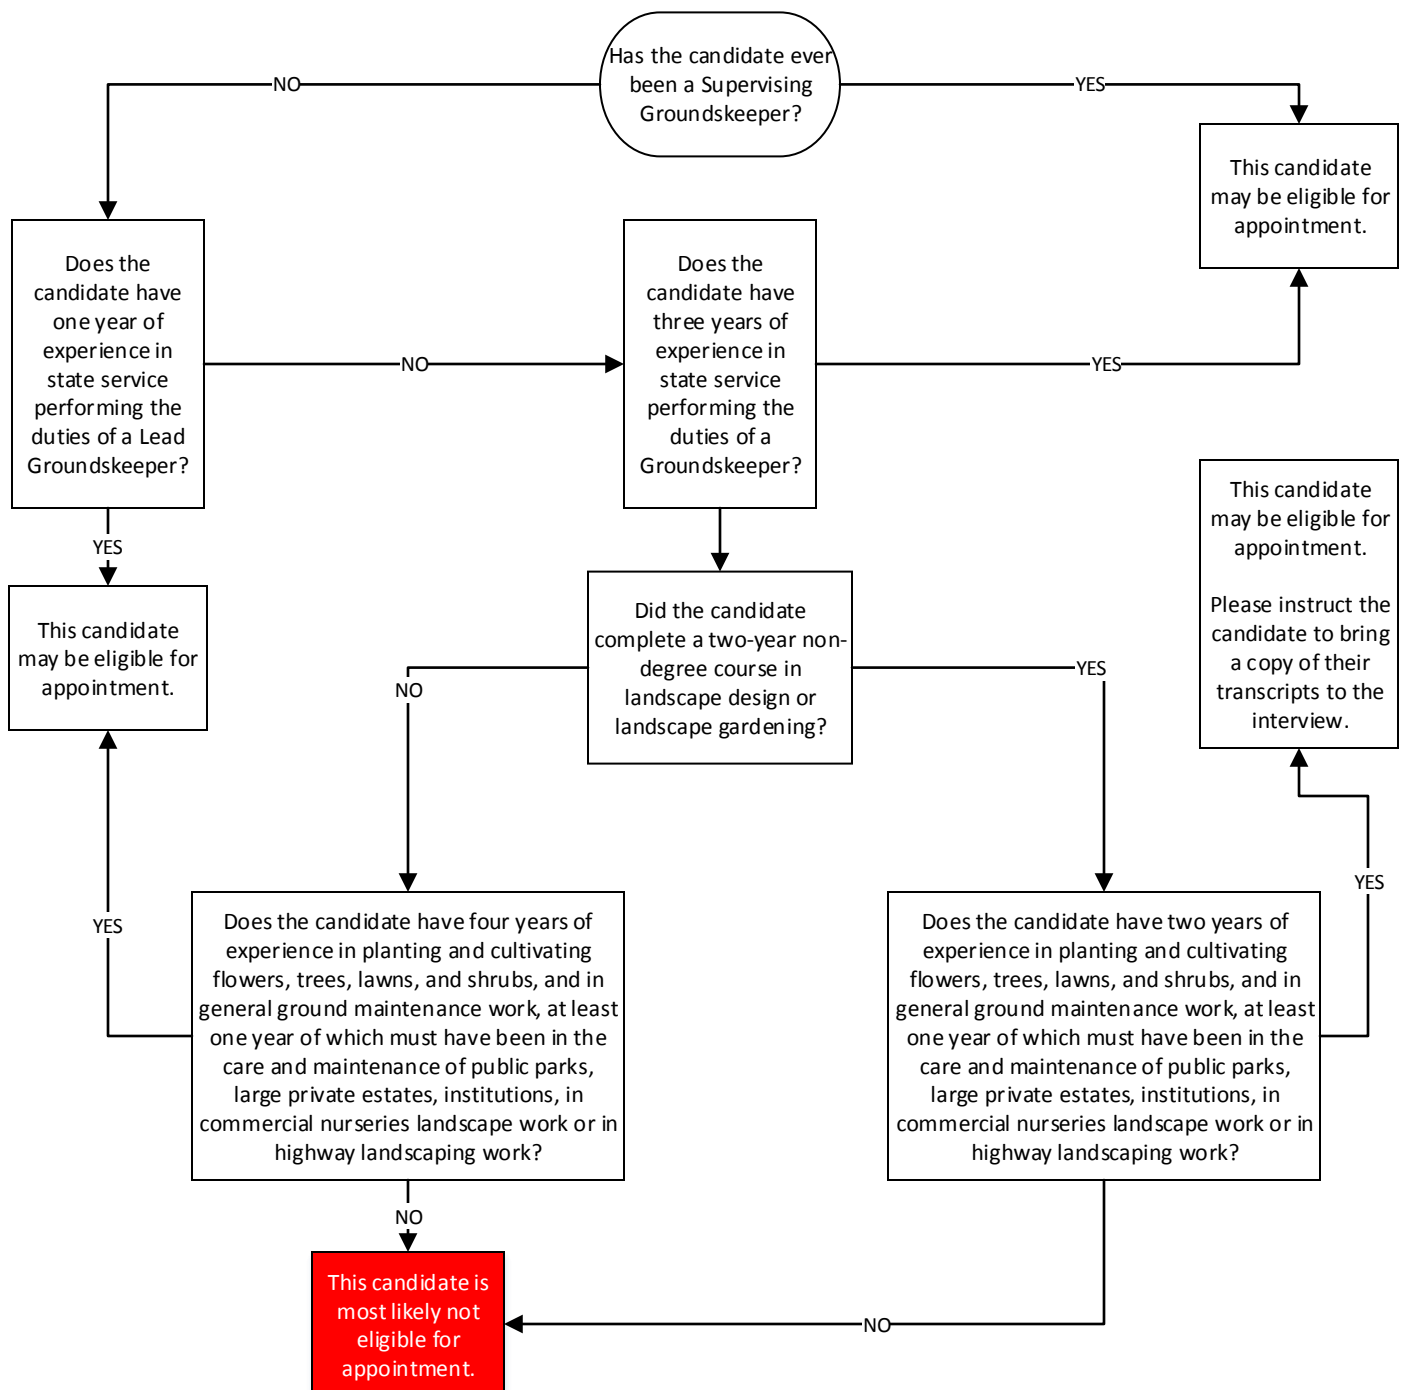 Has the candidate ever
been a Supervising
Groundskeeper?
NO
YES
This candidate
may be eligible for
appointment.
Does the
candidate have
one year of
experience in
state service
performing the
duties of a Lead
Groundskeeper?
NO
Does the
candidate have
three years of
experience in
state service
performing the
duties of a
Groundskeeper?
YES
YES
This candidate
may be eligible for
appointment.
Did the candidate
complete a two-year non-
degree course in
landscape design or
landscape gardening?
NO
YES
This candidate
may be eligible for
appointment.
Please instruct the
candidate to bring
a copy of their
transcripts to the
interview.
YES
Does the candidate have four years of
experience in planting and cultivating
flowers, trees, lawns, and shrubs, and in
general ground maintenance work, at least
one year of which must have been in the
care and maintenance of public parks,
large private estates, institutions, in
commercial nurseries landscape work or in
highway landscaping work?
Does the candidate have two years of
experience in planting and cultivating
flowers, trees, lawns, and shrubs, and in
general ground maintenance work, at least
one year of which must have been in the
care and maintenance of public parks,
large private estates, institutions, in
commercial nurseries landscape work or in
highway landscaping work?
YES
NO
NO
This candidate is
most likely not
eligible for
appointment.